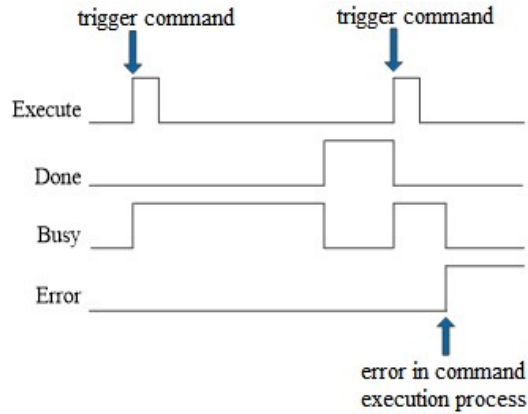 trigger command
trigger command
Execute
Done
Busy
Error
error in command
execution process